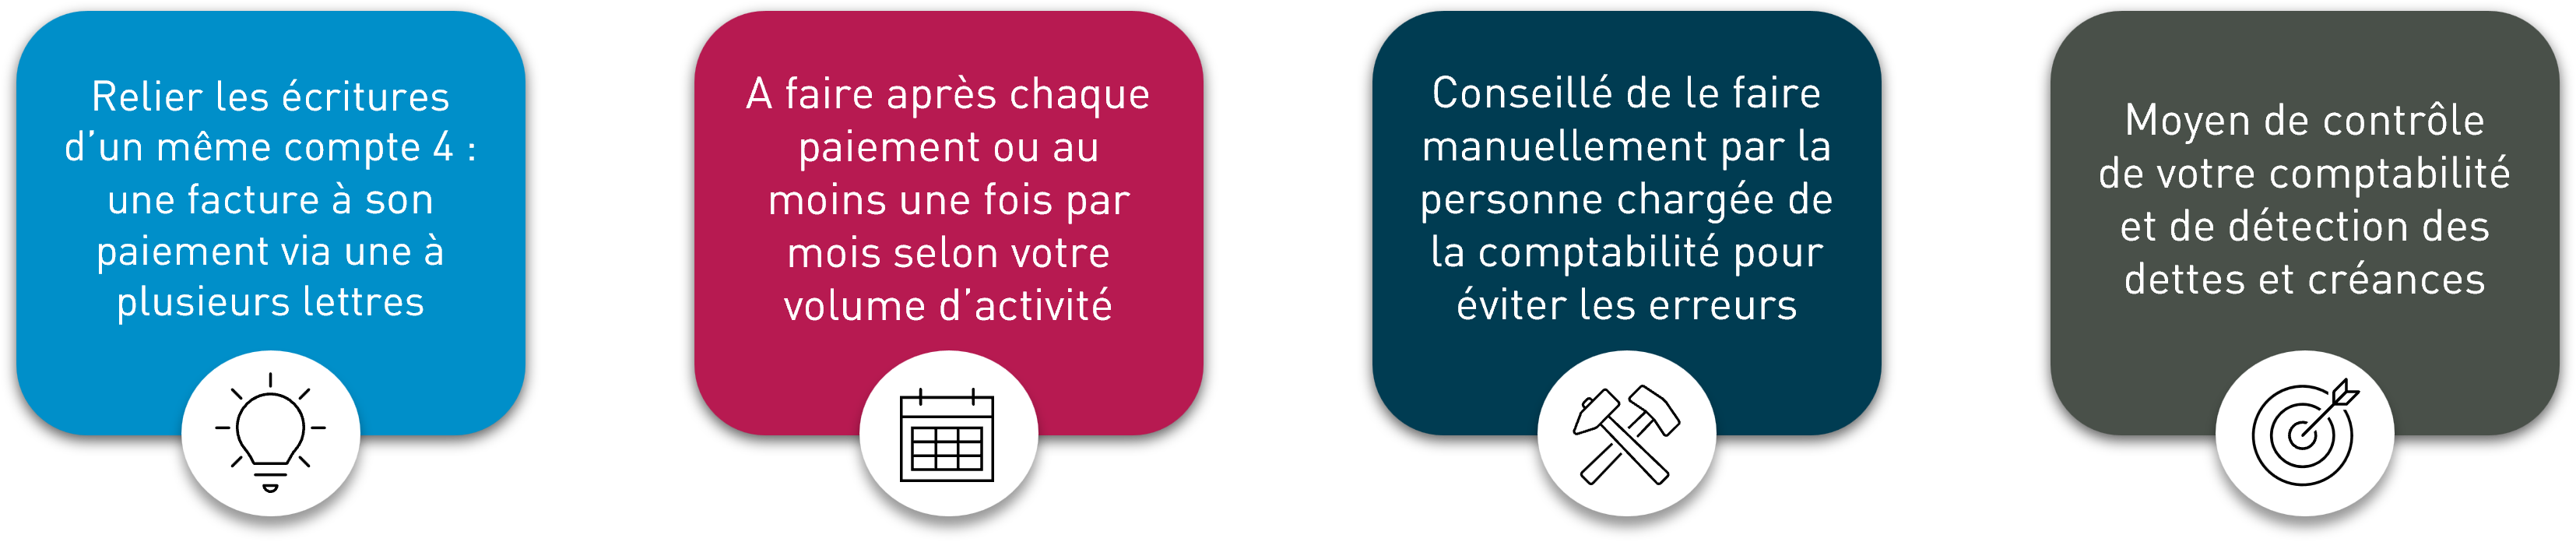 Relier les écritures
d’un même compte 4 :
une facture à son
paiement via une à
plusieurs lettres
A faire après chaque
paiement ou au
moins une fois par
mois selon votre
volume d’activité
Conseillé de le faire
manuellement par la
personne chargée de
la comptabilité pour
éviter les erreurs
Moyen de contrôle
de votre comptabilité
et de détection des
dettes et créances